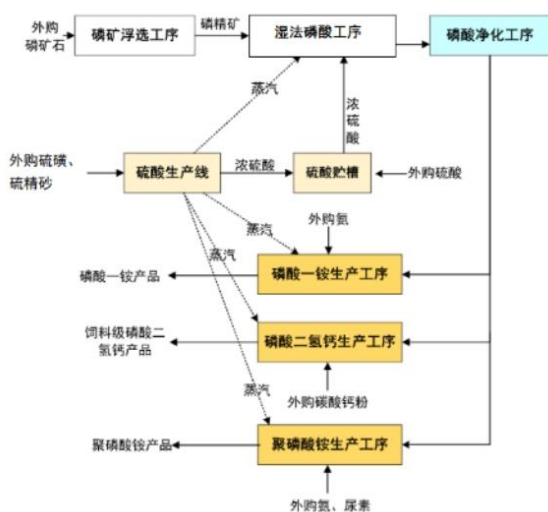 外购
磷矿石
磷矿浮选工序
磷精矿
湿法磷酸工序
磷酸净化工序
蒸汽
浓
硫
酸
外购硫磺、
硫精砂
硫酸生产线
浓硫酸
硫酸贮槽
外购硫酸
蒸汽
外购氨
蒸汽
磷酸一铵产品
磷酸一铵生产工序
饲料级磷酸二
氢钙产品
磷酸二氢钙生产工序
蒸汽
外购碳酸钙粉
聚磷酸铵产品
聚磷酸铵生产工序
外购氨、尿素